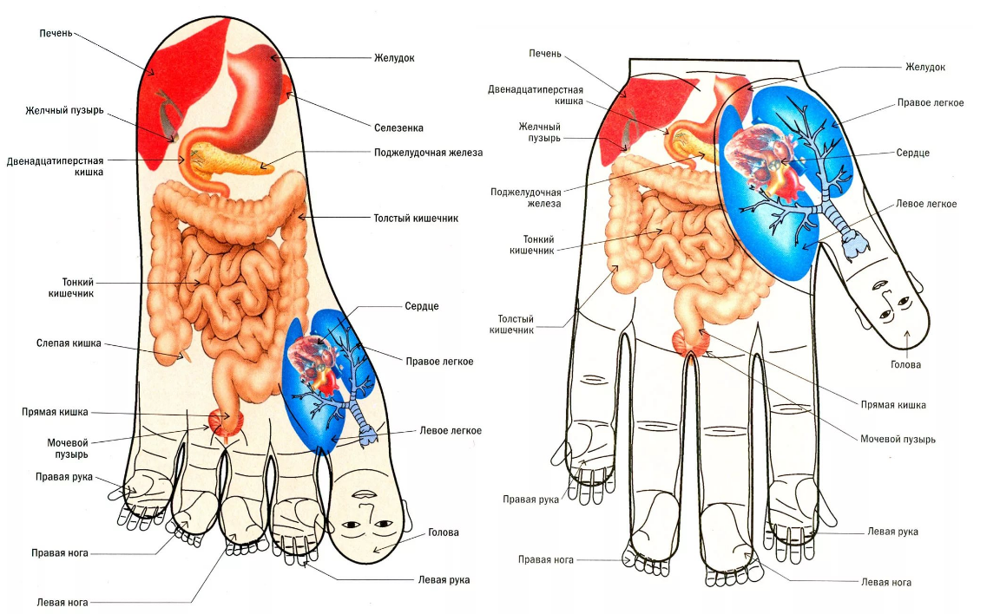 Печень
Желудок
Желчный пузырь
Селезенка
Двенадцатиперстная
кишка
Поджелудочная железа
Толстый кишечник
Тонкий
кишечник
Сердце
Слепая кишка
Правое легкое
Прямая кишка
Левое легкое
Мочевой
пузырь
Правая рука
Голова
Правая нога
Левая рука
Левая нога
Печень
Желудок
Двенадцатиперстная
кишка
Правое легкое
Желчный
пузырь
Сердце
Поджелудочная
железа
Левое легкое
Тонкий
кишечник
Толстый
кишечник
Голова
Прямая кишка
Мочевой пузырь
Правая рука
Левая рука
Правая нога
Левая нога